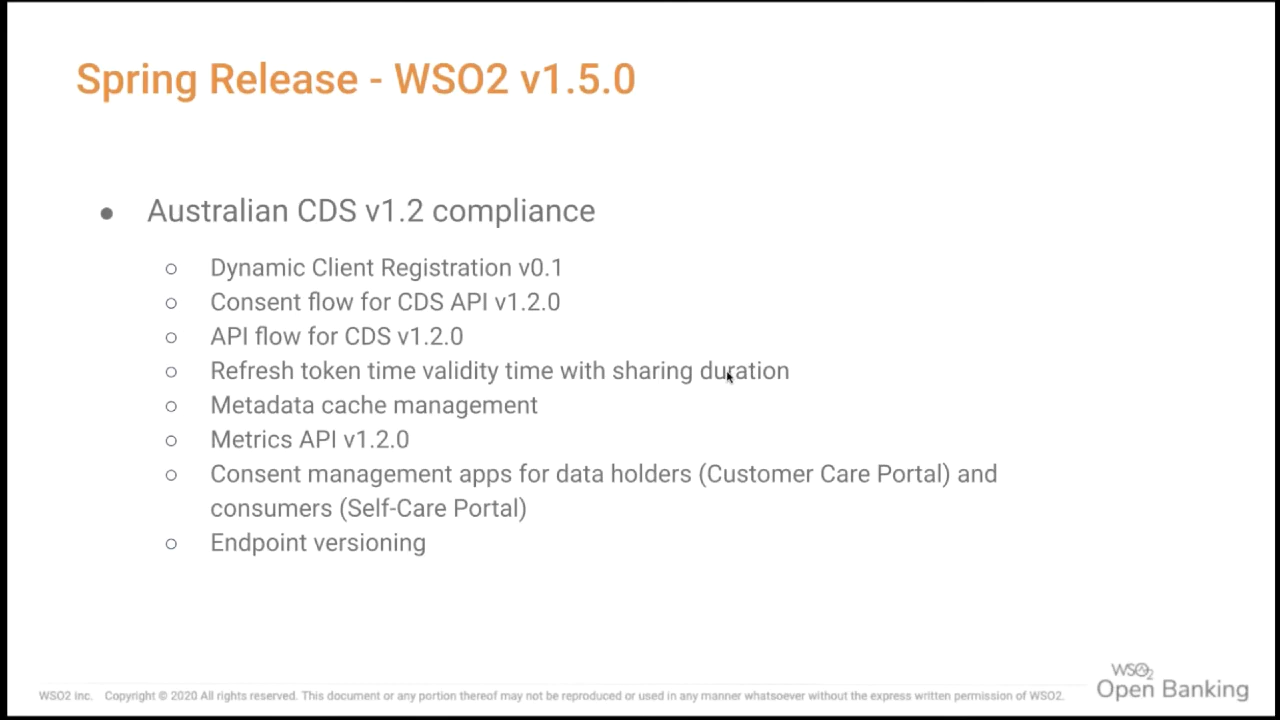 Spring Release - WSO2 v1.5.0
● Australian CDS v1.2 compliance
○ Dynamic Client Registration v0.1
○ Consent flow for CDS API v1.2.0
○ API flow for CDS v1.2.0
○ Refresh token time validity time with sharing duration
○ Metadata cache management
○ Metrics API v1.2.0
○ Consent management apps for data holders (Customer Care Portal) and
consumers (Self-Care Portal)
○ Endpoint versioning
WSO2 inc. Copyright © 2020 All rights reserved. This document or any portion thereof may not be reproduced or used in any manner whatsoever without the express written permission of WSO2.
WSO2
Open Banking